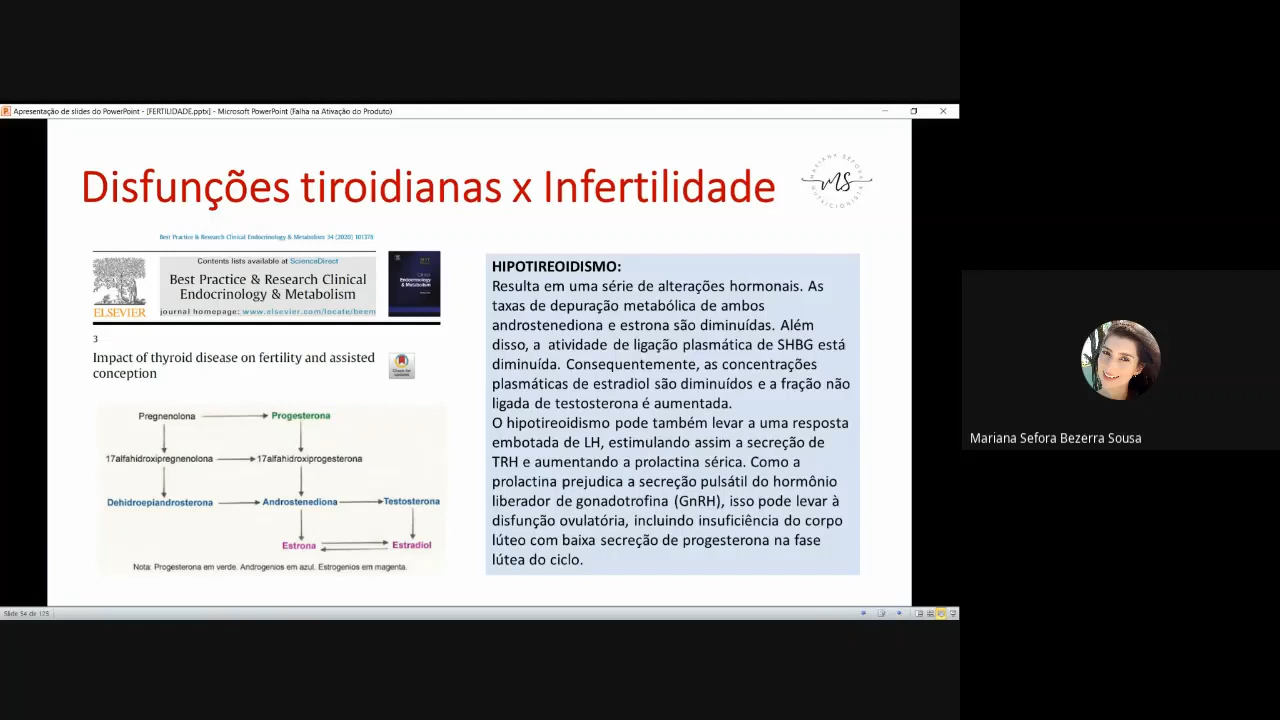 Apresentação de slides do PowerPoint - [FERTILIDADE.pptx] - Microsoft PowerPoint (Falha na Ativação do Produto)
Disfunções tiroidianas x Infertilidade
MS
Best Practice & Research Clinical Endocrinology & Metabolism 34 (2020) 101378
Contents lists available at ScienceDirect
Best Practice & Research Clinical
Endocrinology & Metabolism
journal homepage: www.elsevier.com/locate/beem
ELSEVIER
3
Impact of thyroid disease on fertility and assisted
conception
Pregnenolona Progesterona
17alfahidroxipregnenolona 17alfahidroxiprogesterona
Dehidroepiandrosterona Androstenediona Testosterona
Estrona Estradiol
Nota: Progesterona em verde. Androgenios em azul. Estrogenios em magenta.
HIPOTIREOIDISMO:
Resulta em uma série de alterações hormonais. As
taxas de depuração metabólica de ambos
androstenediona e estrona são diminuídas. Além
disso, a atividade de ligação plasmática de SHBG está
diminuída. Consequentemente, as concentrações
plasmáticas de estradiol são diminuídos e a fração não
ligada de testosterona é aumentada.
O hipotireoidismo pode também levar a uma resposta
embotada de LH, estimulando assim a secreção de
TRH e aumentando a prolactina sérica. Como a
prolactina prejudica a secreção pulsátil do hormônio
liberador de gonadotrofina (GnRH), isso pode levar à
disfunção ovulatória, incluindo insuficiência do corpo
lúteo com baixa secreção de progesterona na fase
lútea do ciclo.
Slide 54 de 125
Mariana Sefora Bezerra Sousa